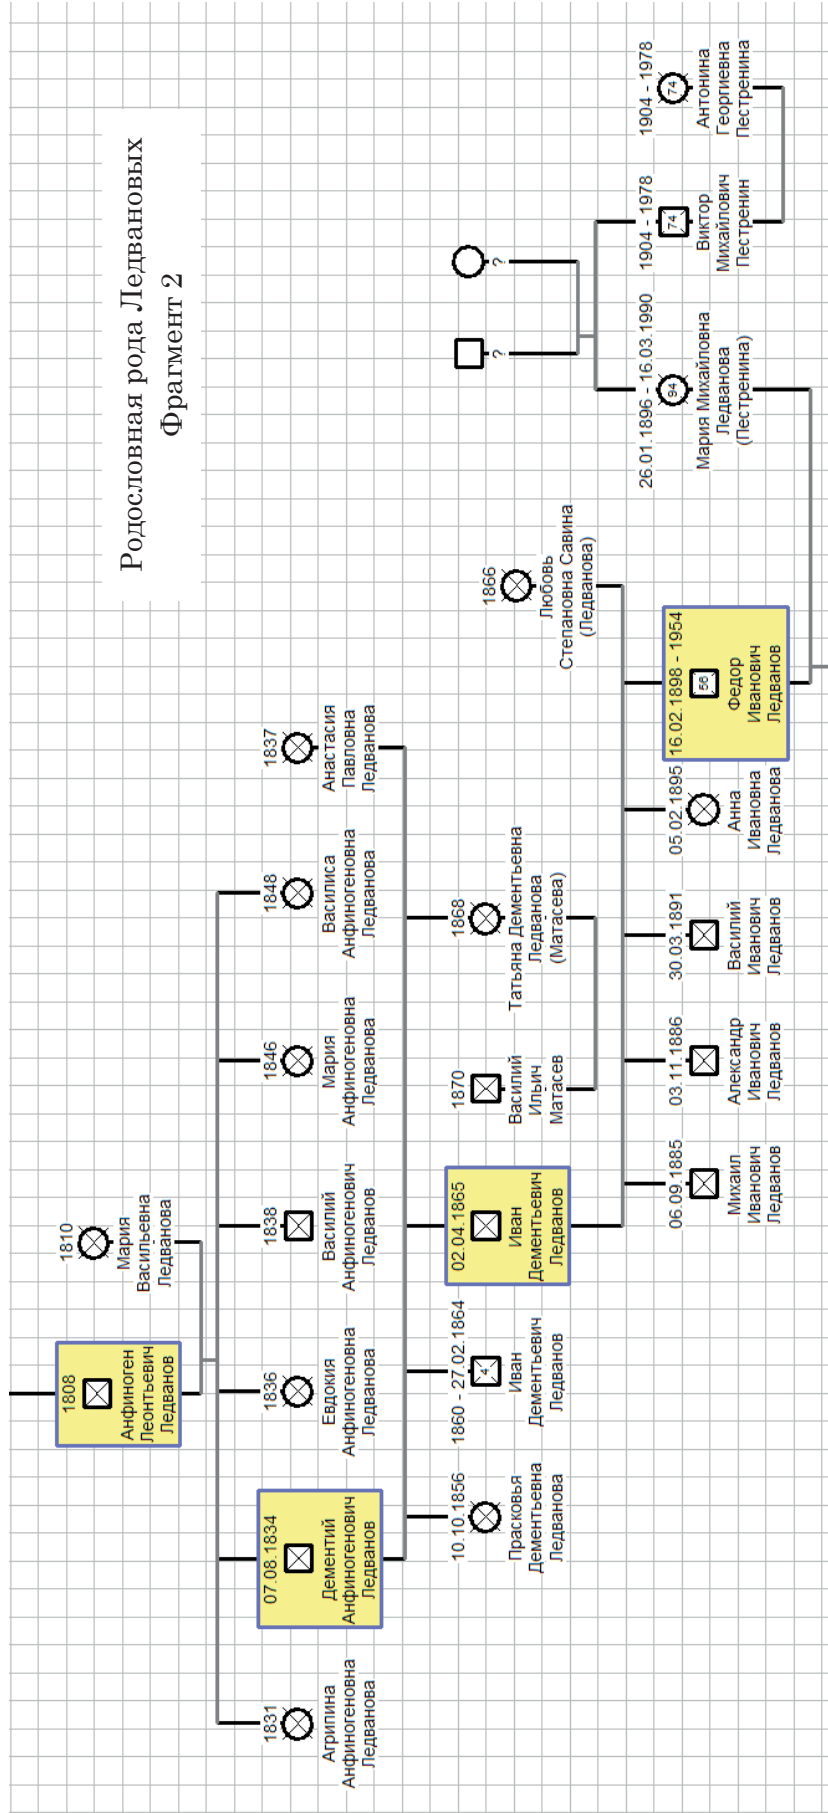 Родословная рода Ледвановых
Фрагмент 2
1808
Анфиноген
Леонтьевич
Ледванов
1810
Мария
Васильевна
Ледванова
1831
Агрипина
Анфиногеновна
Ледванова
07.08.1834
Дементий
Анфиногенович
Ледванов
1836
Евдокия
Анфиногеновна
Ледванова
1838
Василий
Анфиногенович
Ледванов
1846
Мария
Анфиногеновна
Ледванова
1848
Василиса
Анфиногеновна
Ледванова
1837
Анастасия
Павловна
Ледванова
10.10.1856
Прасковья
Дементьевна
Ледванова
1860 - 27.02.1864
4
Иван
Дементьевич
Ледванов
02.04.1865
Иван
Дементьевич
Ледванов
1870
Василий
Ильич
Матасев
1868
Татьяна Дементьевна
Ледванова
(Матасева)
1866
Любовь
Степановна Савина
(Ледванова)
?
?
06.09.1885
Михаил
Иванович
Ледванов
03.11.1886
Александр
Иванович
Ледванов
30.03.1891
Василий
Иванович
Ледванов
05.02.1895
Анна
Ивановна
Ледванова
16.02.1898 - 1954
56
Федор
Иванович
Ледванов
26.01.1896 - 16.03.1990
94
Мария Михайловна
Ледванова
(Пестренина)
1904 - 1978
74
Виктор
Михайлович
Пестренин
1904 - 1978
74
Антонина
Георгиевна
Пестренина